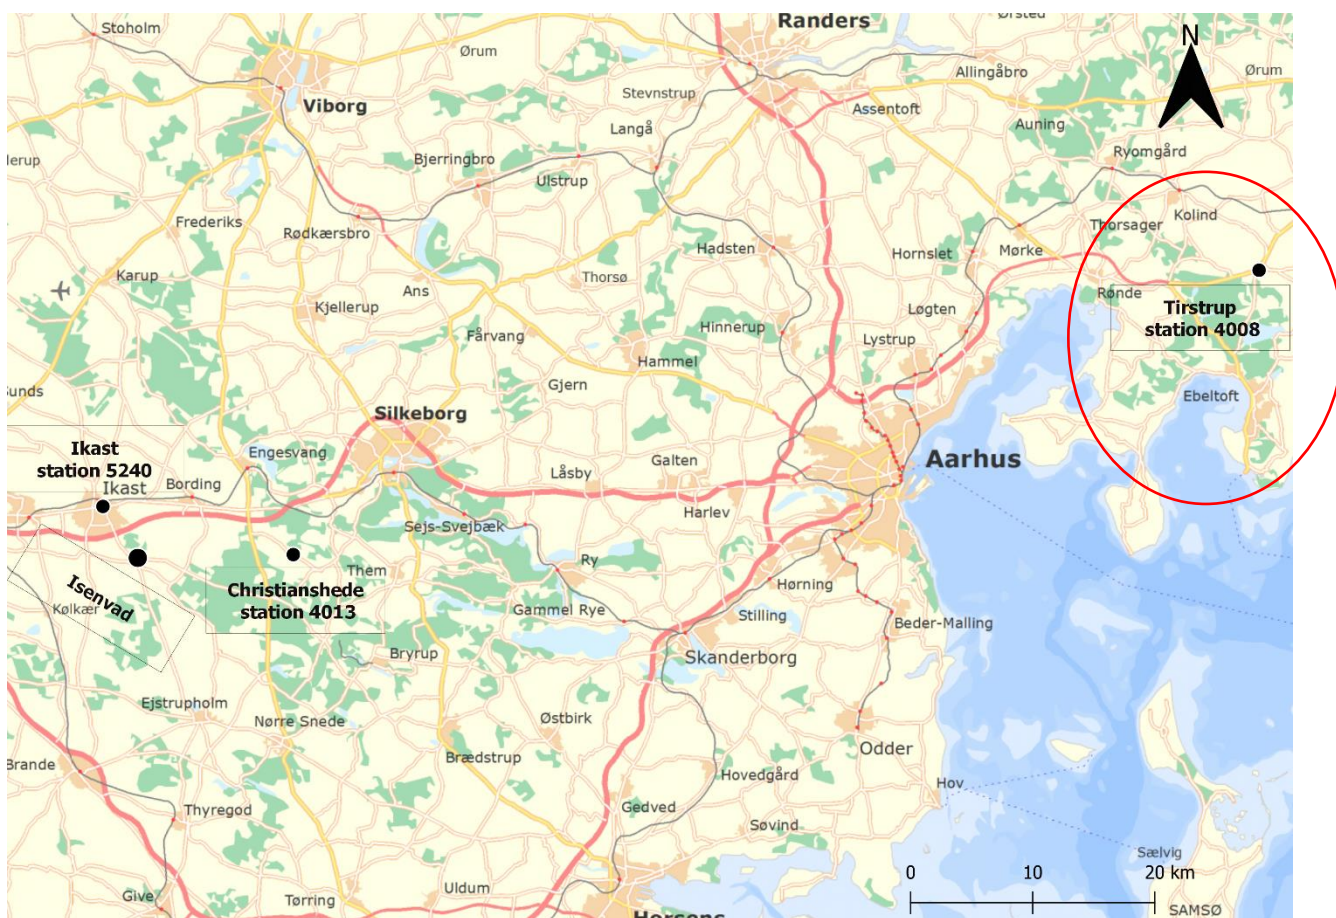 Randers
Ørsted
Stoholm
Ørum
N
Allingåbro
Ørum
Viborg
Stevnstrup
Assentoft
Langå
Auning
Bjerringbro
Ryomgård
Ulstrup
Frederiks
Rødkærsbro
Thorsager
Kolind
Hadsten
Hornslet
Mørke
Karup
Thorsø
Ans
Rønde
Kjellerup
Løgten
Tirstrup
station 4008
Fårvang
Hinnerup
Lystrup
Hammel
Gjern
Ebeltoft
Silkeborg
Ikast
station 5240
Engesvang
Aarhus
Galten
Låsby
Bording
Ikast
Harlev
Sejs-Svejbæk
Ry
Them
Hørning
Isenvad
Christianshede
station 4013
Kølkær
Gammel Rye
Stilling
Beder-Malling
Bryrup
Skanderborg
Ejstrupholm
Nørre Snede
Østbirk
Odder
Brædstrup
Brande
Hovedgård
Hov
Thyregod
Gedved
Søvind
Sælvig
0 10 20 km
Uldum
Give
Tørring
SAMSØ
Horsens